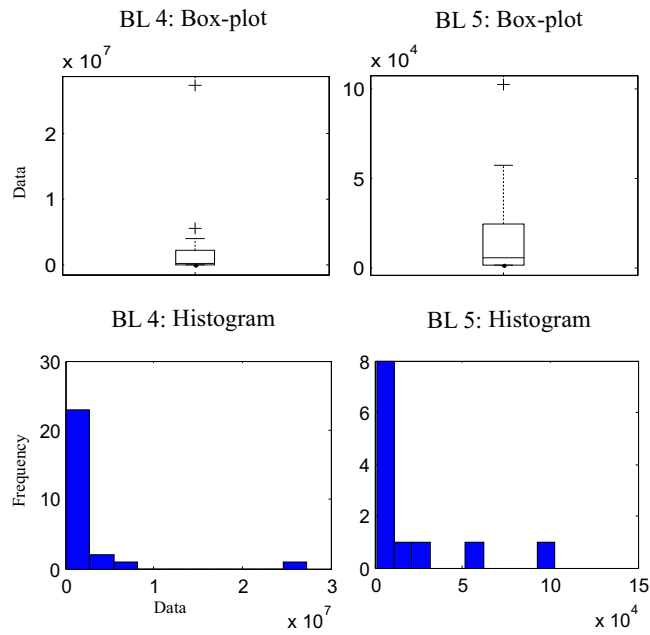 BL 4: Box-plot
BL 5: Box-plot
x 10^7
x 10^4
Data
2
1
0
10
5
0
BL 4: Histogram
BL 5: Histogram
Frequency
30
20
10
0
8
6
4
2
0
0 1 2 3
0 5 10 15
Data
x 10^7
x 10^4